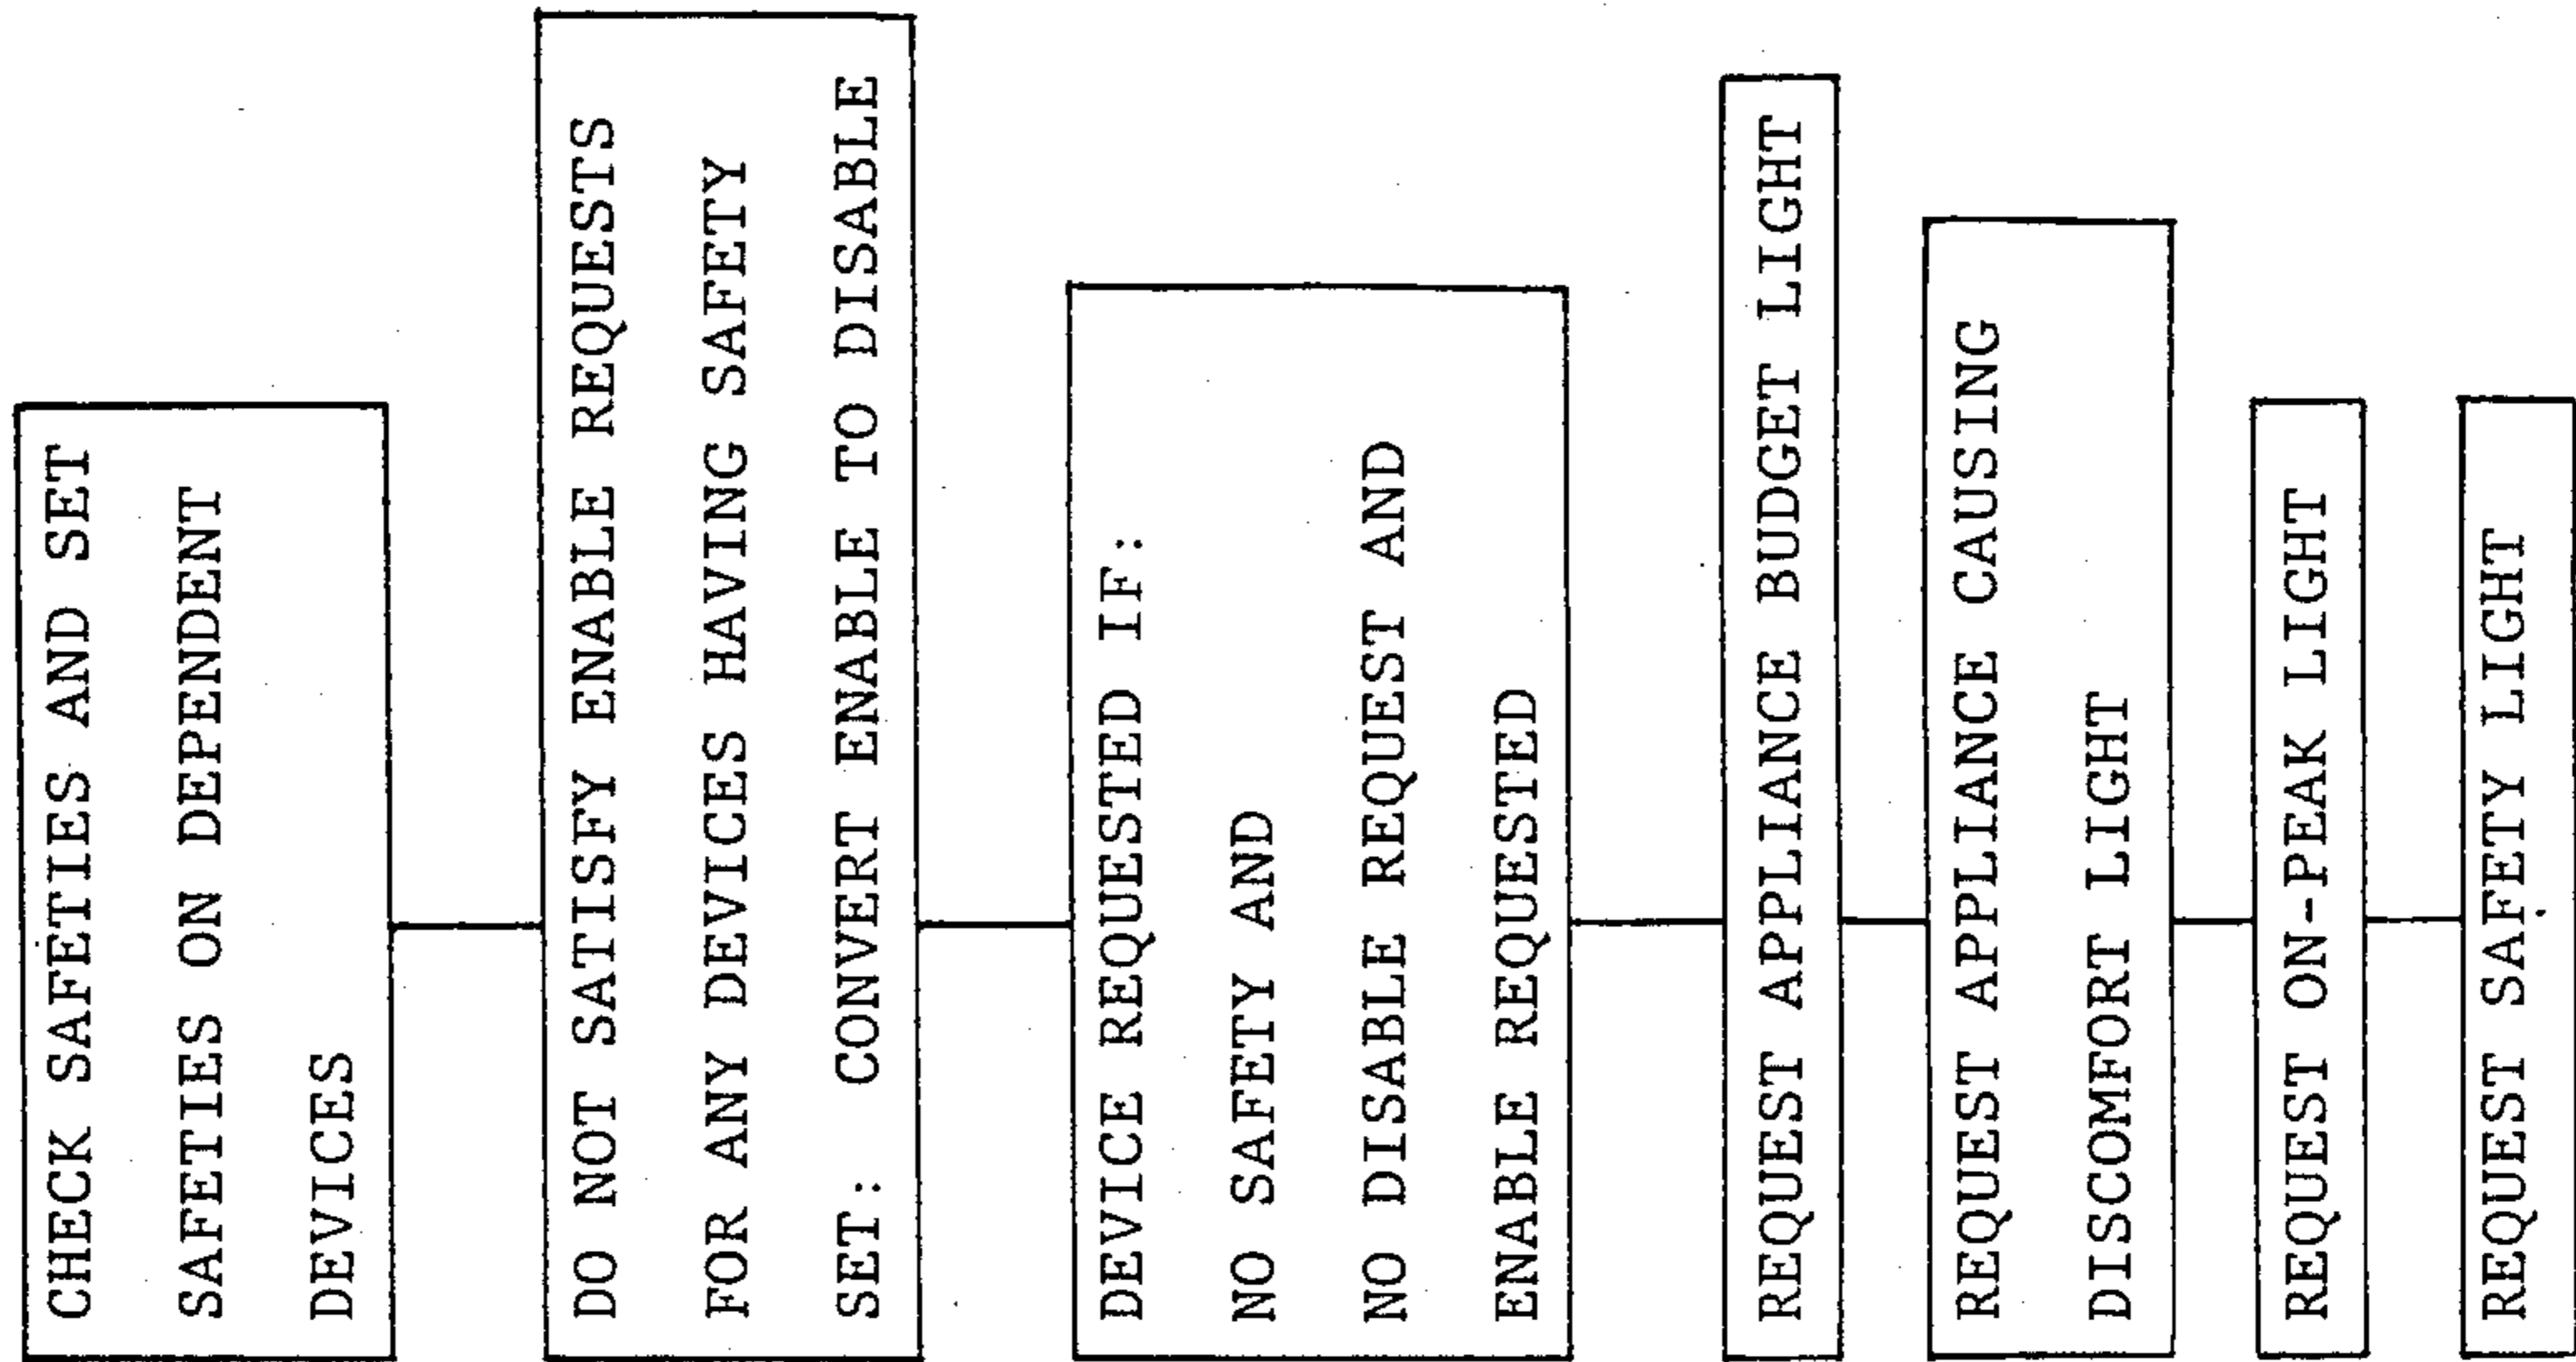 CHECK SAFETIES AND SET
SAFETIES ON DEPENDENT
DEVICES
DO NOT SATISFY ENABLE REQUESTS
FOR ANY DEVICES HAVING SAFETY
SET: CONVERT ENABLE TO DISABLE
DEVICE REQUESTED IF:
NO SAFETY AND
NO DISABLE REQUEST AND
ENABLE REQUESTED
REQUEST APPLIANCE BUDGET LIGHT
REQUEST APPLIANCE CAUSING
DISCOMFORT LIGHT
REQUEST ON-PEAK LIGHT
REQUEST SAFETY LIGHT